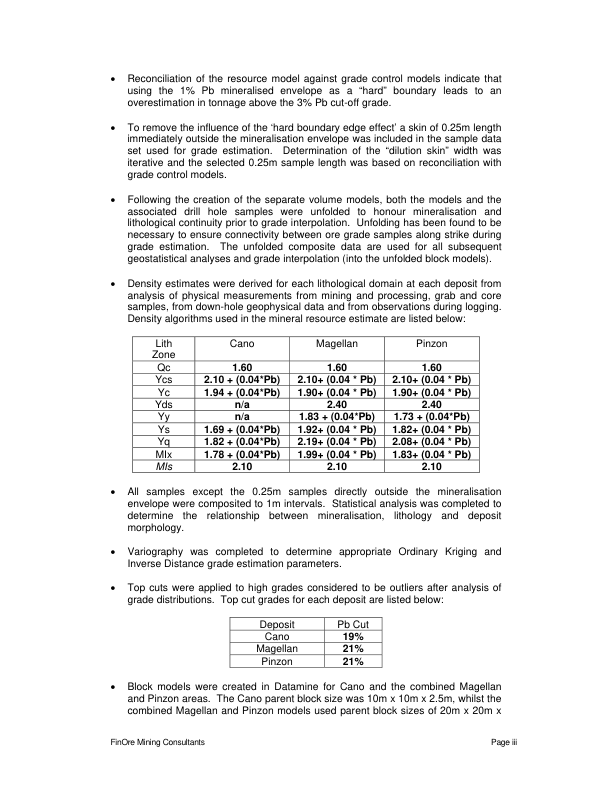 • Reconciliation of the resource model against grade control models indicate that
using the 1% Pb mineralised envelope as a “hard” boundary leads to an
overestimation in tonnage above the 3% Pb cut-off grade.
• To remove the influence of the ‘hard boundary edge effect’ a skin of 0.25m length
immediately outside the mineralisation envelope was included in the sample data
set used for grade estimation. Determination of the “dilution skin” width was
iterative and the selected 0.25m sample length was based on reconciliation with
grade control models.
• Following the creation of the separate volume models, both the models and the
associated drill hole samples were unfolded to honour mineralisation and
lithological continuity prior to grade interpolation. Unfolding has been found to be
necessary to ensure connectivity between ore grade samples along strike during
grade estimation. The unfolded composite data are used for all subsequent
geostatistical analyses and grade interpolation (into the unfolded block models).
• Density estimates were derived for each lithological domain at each deposit from
analysis of physical measurements from mining and processing, grab and core
samples, from down-hole geophysical data and from observations during logging.
Density algorithms used in the mineral resource estimate are listed below:
Lith Cano Magellan Pinzon
Zone
Qc 1.60 1.60 1.60
Ycs 2.10 + (0.04*Pb) 2.10+ (0.04 * Pb) 2.10+ (0.04 * Pb)
Yc 1.94 + (0.04*Pb) 1.90+ (0.04 * Pb) 1.90+ (0.04 * Pb)
Yds n/a 2.40 2.40
Yy n/a 1.83 + (0.04*Pb) 1.73 + (0.04*Pb)
Ys 1.69 + (0.04*Pb) 1.92+ (0.04 * Pb) 1.82+ (0.04 * Pb)
Yq 1.82 + (0.04*Pb) 2.19+ (0.04 * Pb) 2.08+ (0.04 * Pb)
Mlx 1.78 + (0.04*Pb) 1.99+ (0.04 * Pb) 1.83+ (0.04 * Pb)
Mls 2.10 2.10 2.10
• All samples except the 0.25m samples directly outside the mineralisation
envelope were composited to 1m intervals. Statistical analysis was completed to
determine the relationship between mineralisation, lithology and deposit
morphology.
• Variography was completed to determine appropriate Ordinary Kriging and
Inverse Distance grade estimation parameters.
• Top cuts were applied to high grades considered to be outliers after analysis of
grade distributions. Top cut grades for each deposit are listed below:
Deposit Pb Cut
Cano 19%
Magellan 21%
Pinzon 21%
• Block models were created in Datamine for Cano and the combined Magellan
and Pinzon areas. The Cano parent block size was 10m x 10m x 2.5m, whilst the
combined Magellan and Pinzon models used parent block sizes of 20m x 20m x
FinOre Mining Consultants Page iii